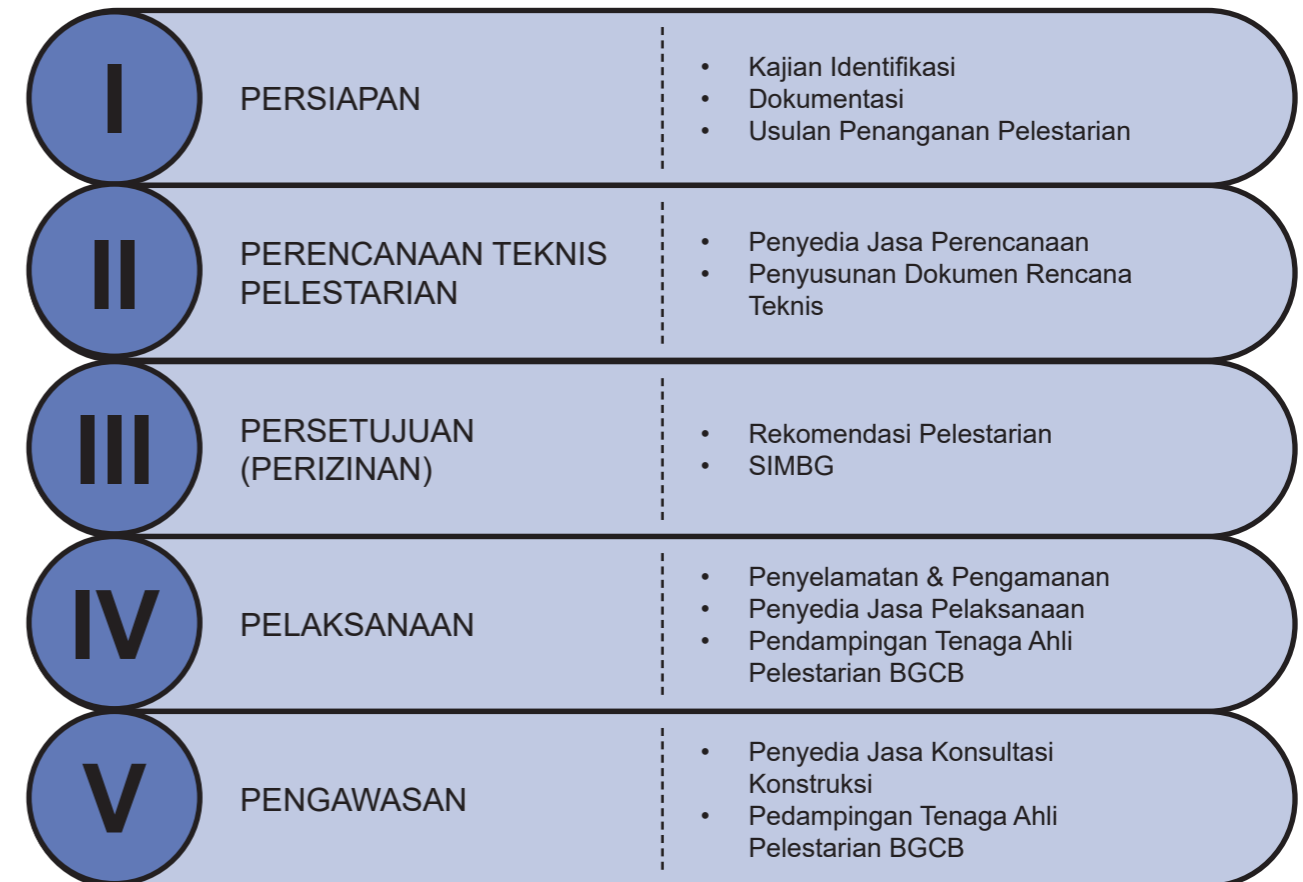 I
PERSIAPAN
• Kajian Identifikasi
• Dokumentasi
• Usulan Penanganan Pelestarian
II
PERENCANAAN TEKNIS
PELESTARIAN
• Penyedia Jasa Perencanaan
• Penyusunan Dokumen Rencana
Teknis
III
PERSETUJUAN
(PERIZINAN)
• Rekomendasi Pelestarian
• SIMBG
IV
PELAKSANAAN
• Penyelamatan & Pengamanan
• Penyedia Jasa Pelaksanaan
• Pendampingan Tenaga Ahli
Pelestarian BGCB
V
PENGAWASAN
• Penyedia Jasa Konsultasi
Konstruksi
• Pedampingan Tenaga Ahli
Pelestarian BGCB